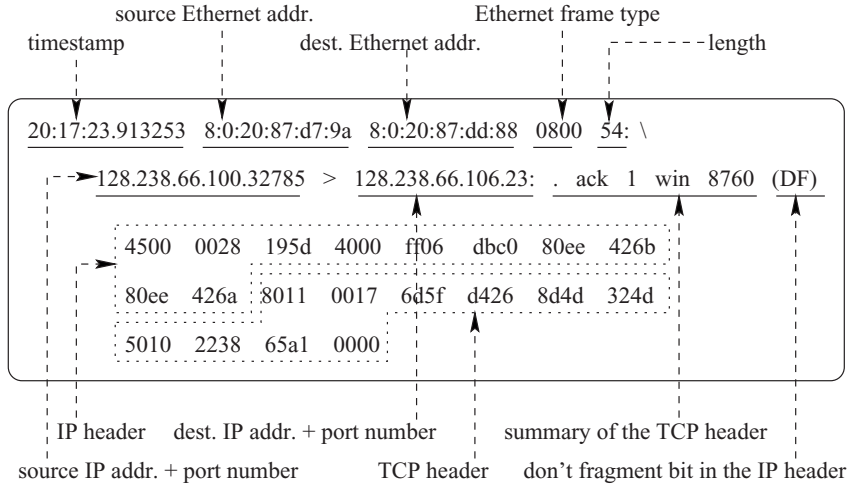 source Ethernet addr. Ethernet frame type
timestamp dest. Ethernet addr. length
20:17:23.913253 8:0:20:87:d7:9a 8:0:20:87:dd:88 0800 54: \
128.238.66.100.32785 > 128.238.66.106.23: . ack 1 win 8760 (DF)
4500 0028 195d 4000 ff06 dbc0 80ee 426b
80ee 426a 8011 0017 6d5f d426 8d4d 324d
5010 2238 65a1 0000
IP header dest. IP addr. + port number summary of the TCP header
source IP addr. + port number TCP header don't fragment bit in the IP header